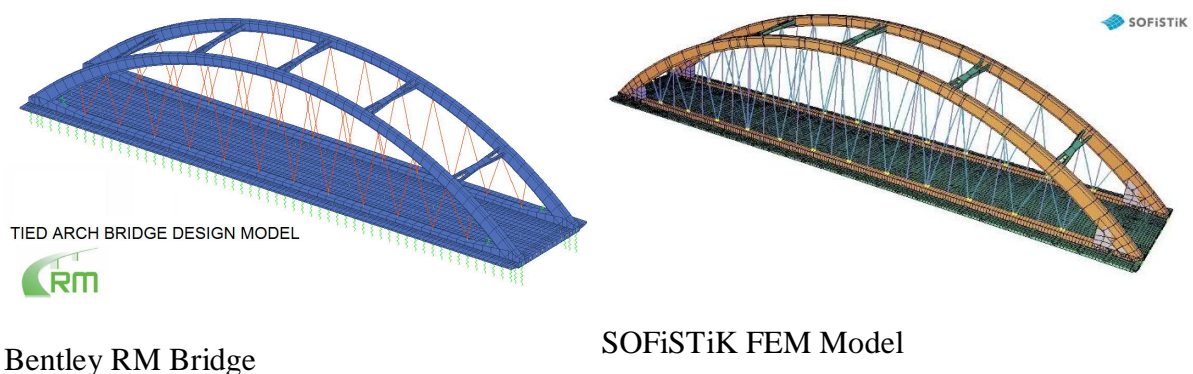 SOFiSTiK
TIED ARCH BRIDGE DESIGN MODEL
RM
Bentley RM Bridge
SOFiSTiK FEM Model